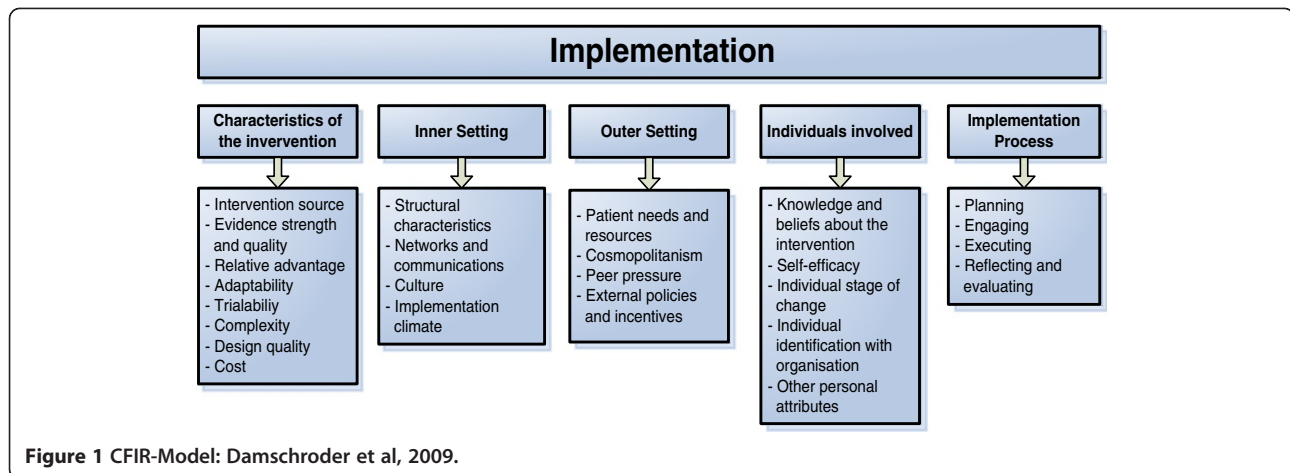 Implementation
Characteristics of
the invervention
- Intervention source
- Evidence strength
and quality
- Relative advantage
- Adaptability
- Trialabiliy
- Complexity
- Design quality
- Cost
Inner Setting
- Structural
characteristics
- Networks and
communications
- Culture
- Implementation
climate
Outer Setting
- Patient needs and
resources
- Cosmopolitanism
- Peer pressure
- External policies
and incentives
Individuals involved
- Knowledge and
beliefs about the
intervention
- Self-efficacy
- Individual stage of
change
- Individual
identification with
organisation
- Other personal
attributes
Implementation
Process
- Planning
- Engaging
- Executing
- Reflecting and
evaluating
Figure 1 CFIR-Model: Damschroder et al, 2009.